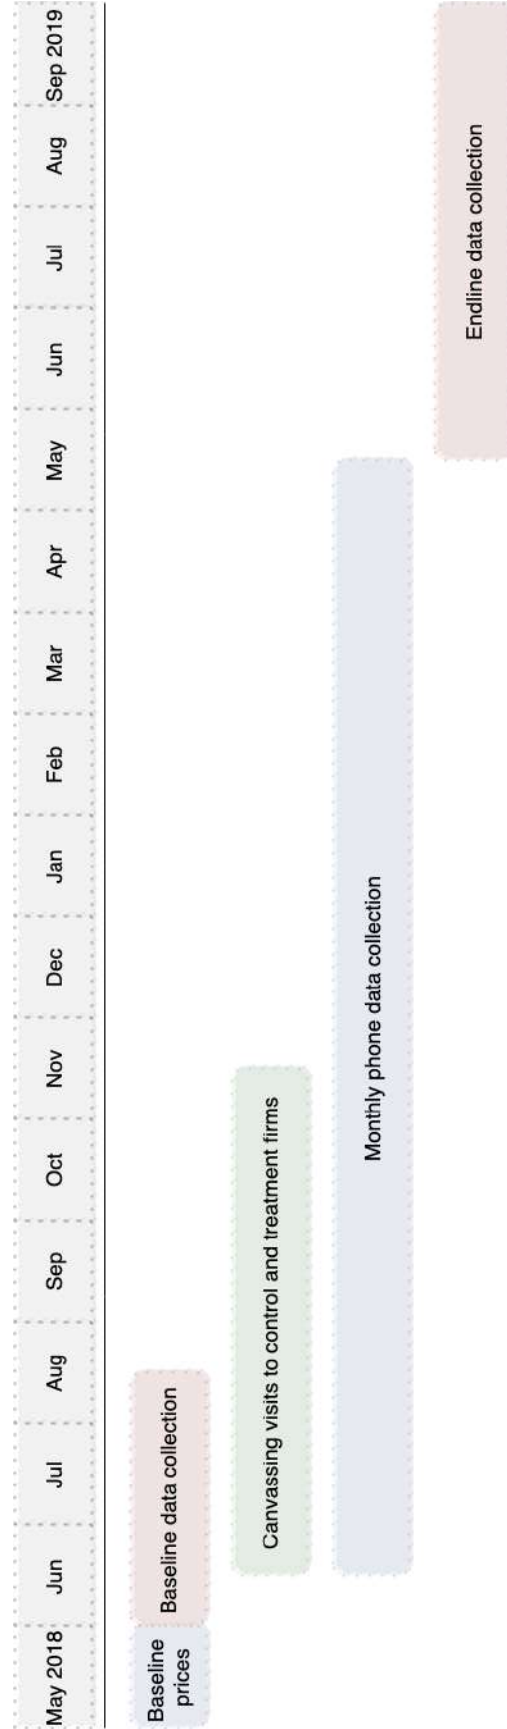 May 2018
Jun
Jul
Aug
Sep
Oct
Nov
Dec
Jan
Feb
Mar
Apr
May
Jun
Jul
Aug
Sep 2019
Baseline
prices
Baseline data collection
Canvassing visits to control and treatment firms
Monthly phone data collection
Endline data collection